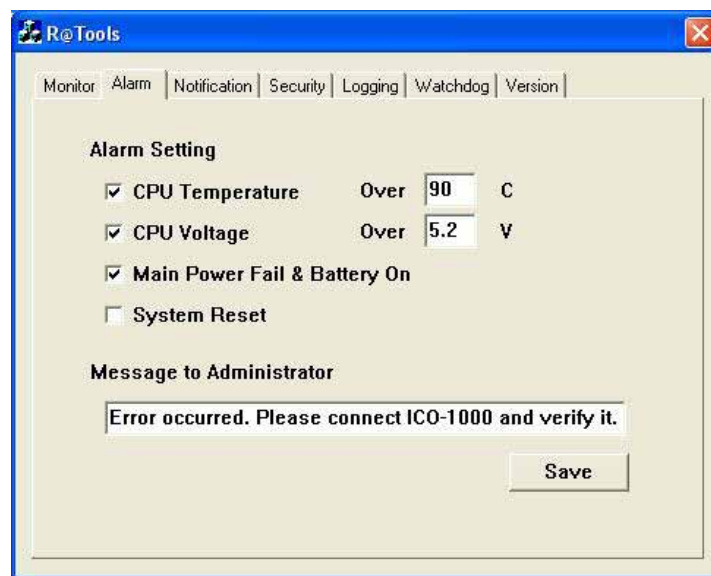 R@Tools
Monitor Alarm Notification Security Logging Watchdog Version
Alarm Setting
CPU Temperature Over 90 C
CPU Voltage Over 5.2 V
Main Power Fail & Battery On
System Reset
Message to Administrator
Error occurred. Please connect ICO-1000 and verify it.
Save